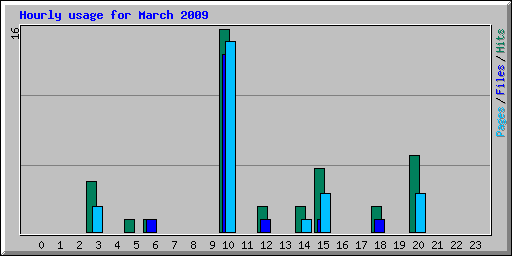 Hourly usage for March 2009
16
Pages/Files/Hits
0 1 2 3 4 5 6 7 8 9 10 11 12 13 14 15 16 17 18 19 20 21 22 23